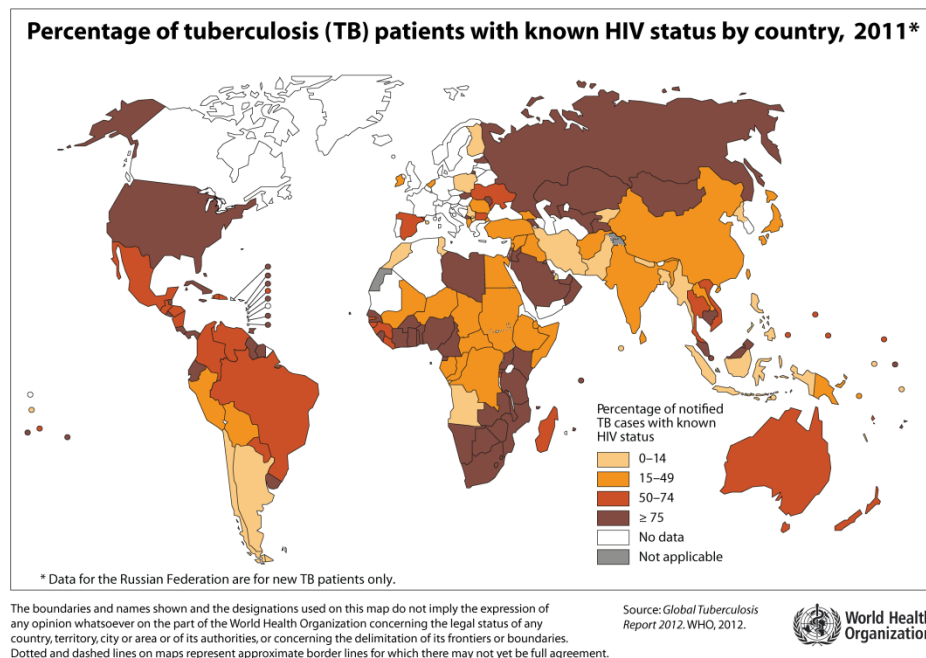 Percentage of tuberculosis (TB) patients with known HIV status by country, 2011*
Percentage of notified
TB cases with known
HIV status
0–14
15–49
50–74
≥ 75
No data
Not applicable
* Data for the Russian Federation are for new TB patients only.
The boundaries and names shown and the designations used on this map do not imply the expression of
any opinion whatsoever on the part of the World Health Organization concerning the legal status of any
country, territory, city or area or of its authorities, or concerning the delimitation of its frontiers or boundaries.
Dotted and dashed lines on maps represent approximate border lines for which there may not yet be full agreement.
Source: Global Tuberculosis
Report 2012. WHO, 2012.
World Health
Organization